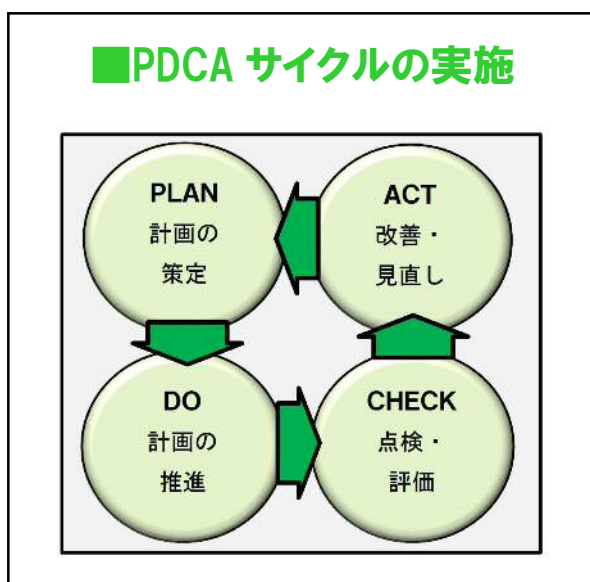 ■PDCA サイクルの実施
PLAN
計画の
策定
ACT
改善・
見直し
DO
計画の
推進
CHECK
点検・
評価